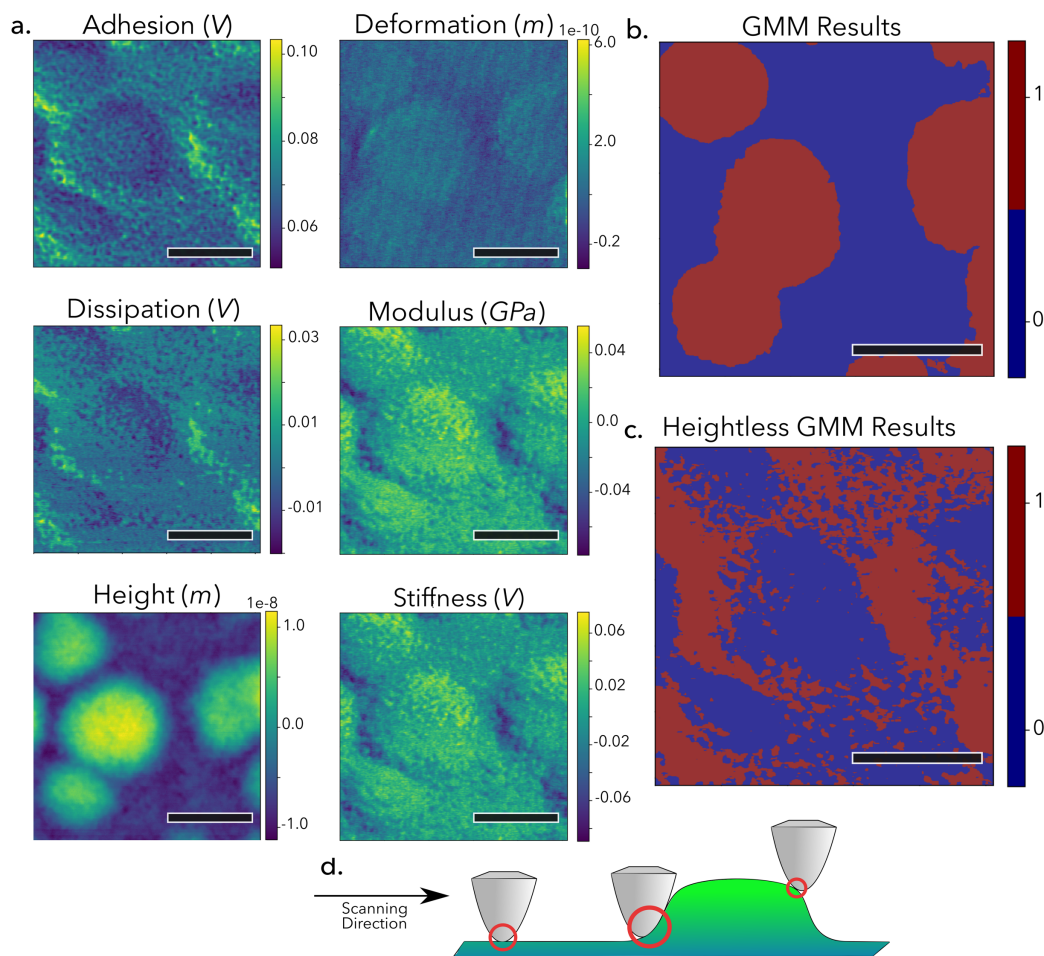 a.
Adhesion (V)
0.10
0.08
0.06
Deformation (m)
1e-10
6.0
2.0
-0.2
Dissipation (V)
0.03
0.01
-0.01
Modulus (GPa)
0.04
0.0
-0.04
Height (m)
1e-8
1.0
0.0
-1.0
Stiffness (V)
0.06
0.02
-0.02
-0.06
b.
GMM Results
1
0
c.
Heightless GMM Results
1
0
d.
Scanning
Direction